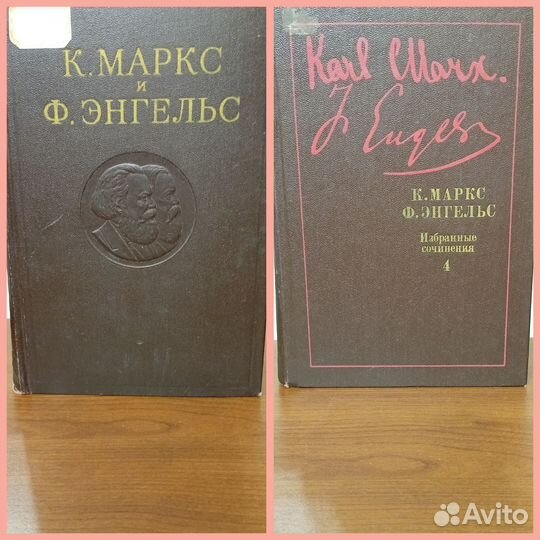 К. МАРКС
И
Ф. ЭНГЕЛЬС
Karl Marx.
F Engels
К. МАРКС
Ф. ЭНГЕЛЬС
Избранные
сочинения
4
Avito